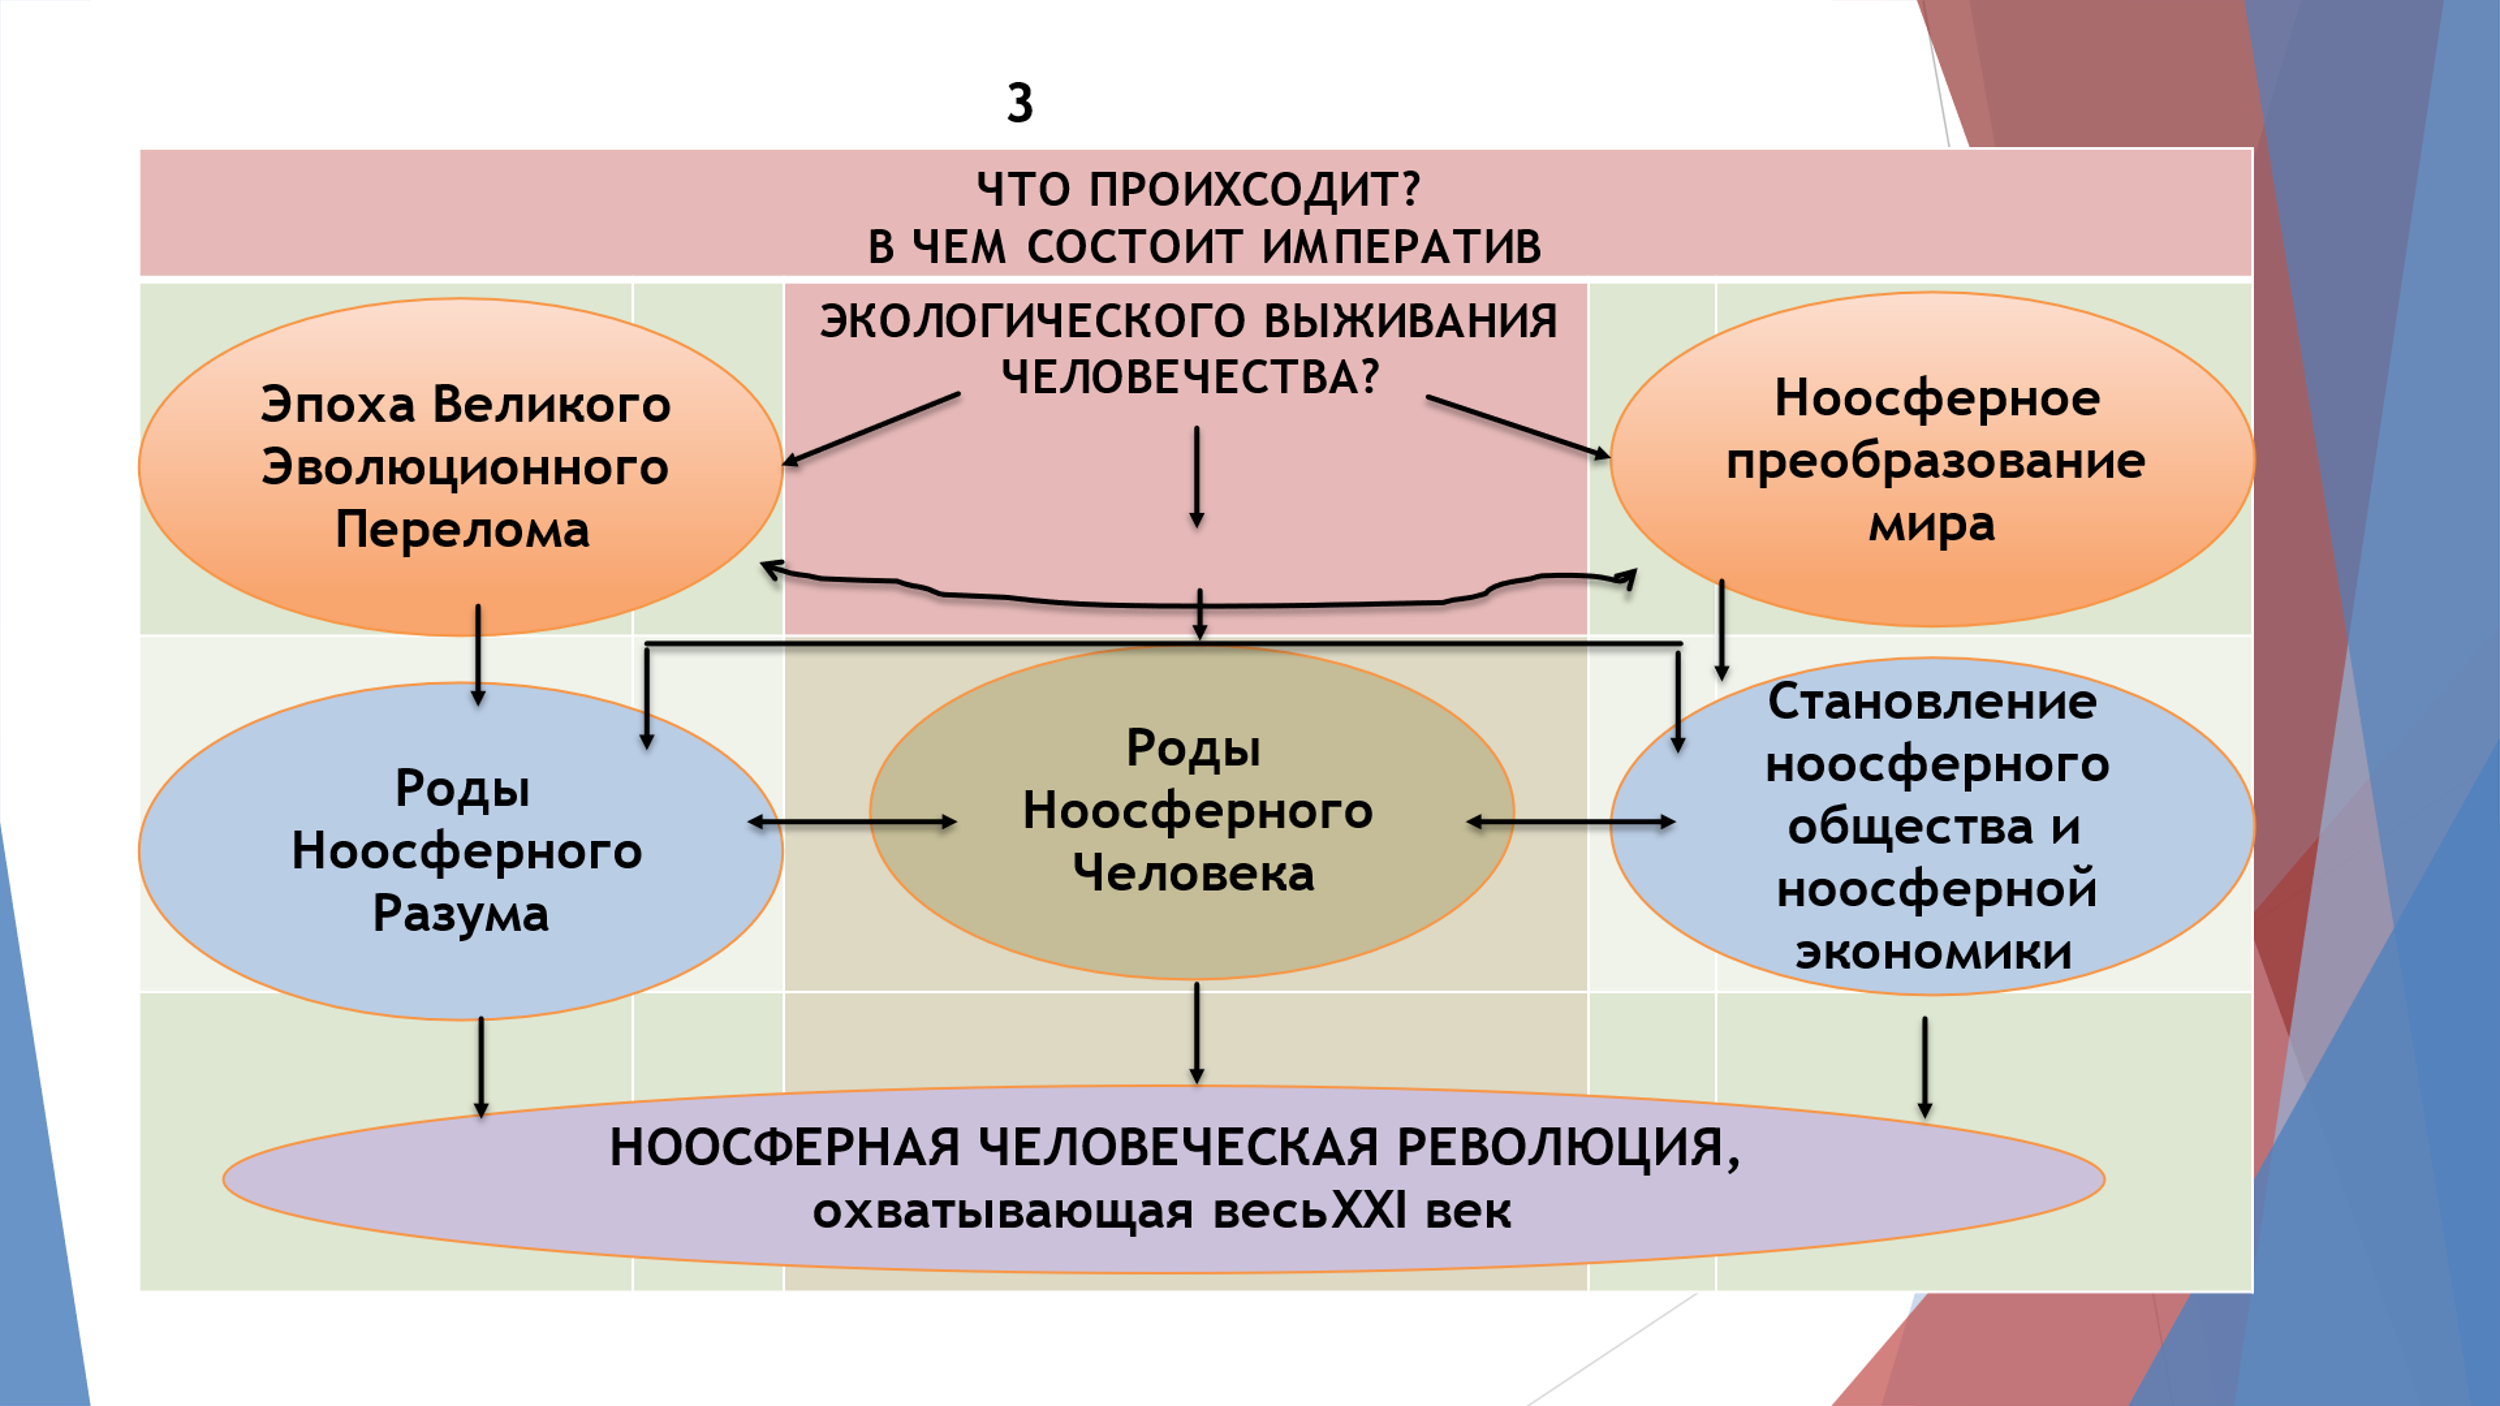 3
ЧТО ПРОИХСОДИТ?
В ЧЕМ СОСТОИТ ИМПЕРАТИВ
ЭКОЛОГИЧЕСКОГО ВЫЖИВАНИЯ
ЧЕЛОВЕЧЕСТВА?
Эпоха Великого
Эволюционного
Перелома
Ноосферное
преобразование
мира
Роды
Ноосферного
Разума
Роды
Ноосферного
Человека
Становление
ноосферного
общества и
ноосферной
экономики
НООСФЕРНАЯ ЧЕЛОВЕЧЕСКАЯ РЕВОЛЮЦИЯ,
охватывающая весьXXI век